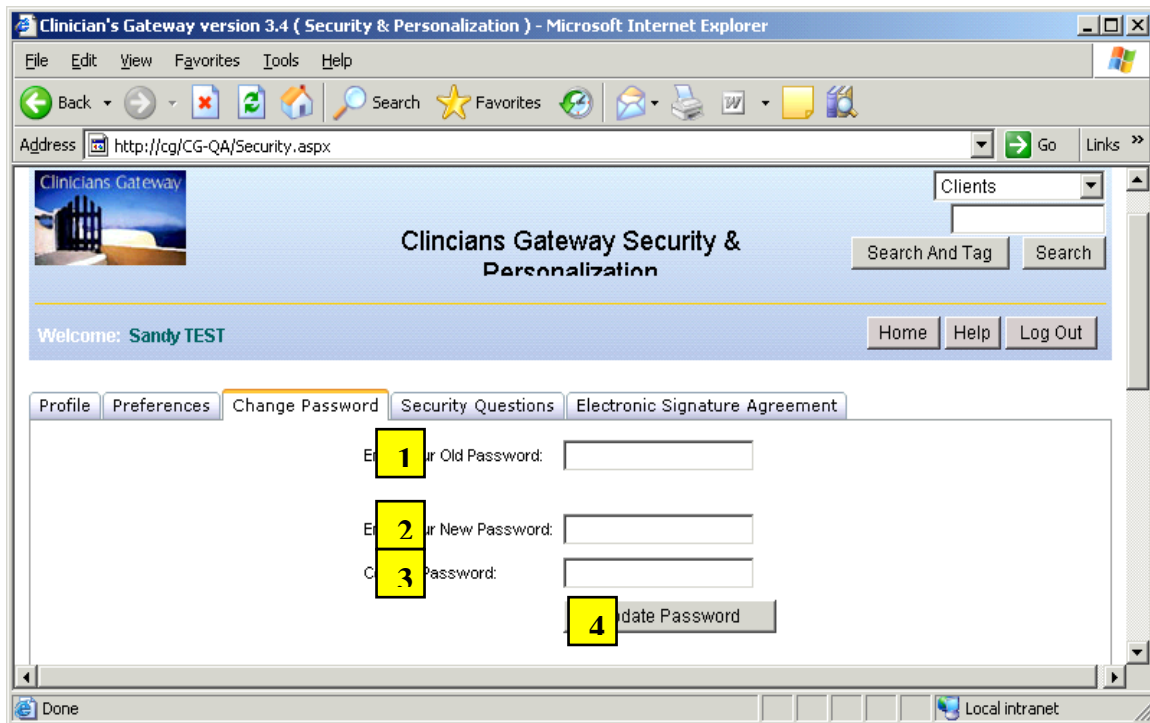 Clinician's Gateway version 3.4 ( Security & Personalization ) - Microsoft Internet Explorer
File Edit View Favorites Tools Help
Back Search Favorites W
Address http://cg/CG-QA/Security.aspx Go Links »
Clinicians Gateway
Clients
Clincians Gateway Security &
Personalization
Search And Tag Search
Welcome: Sandy TEST
Home Help Log Out
Profile Preferences Change Password Security Questions Electronic Signature Agreement
1 Old Password:
2 New Password:
3 Password:
4 Password
Done Local intranet